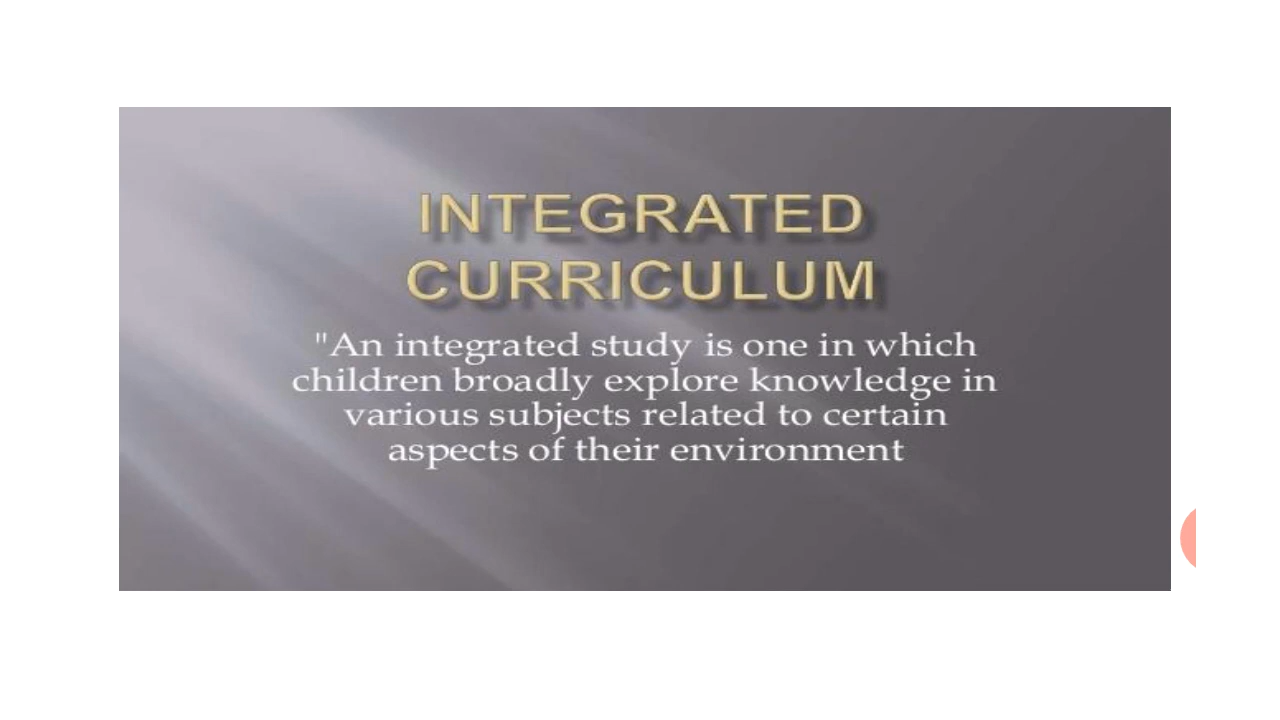 INTEGRATED
CURRICULUM
"An integrated study is one in which
children broadly explore knowledge in
various subjects related to certain
aspects of their environment